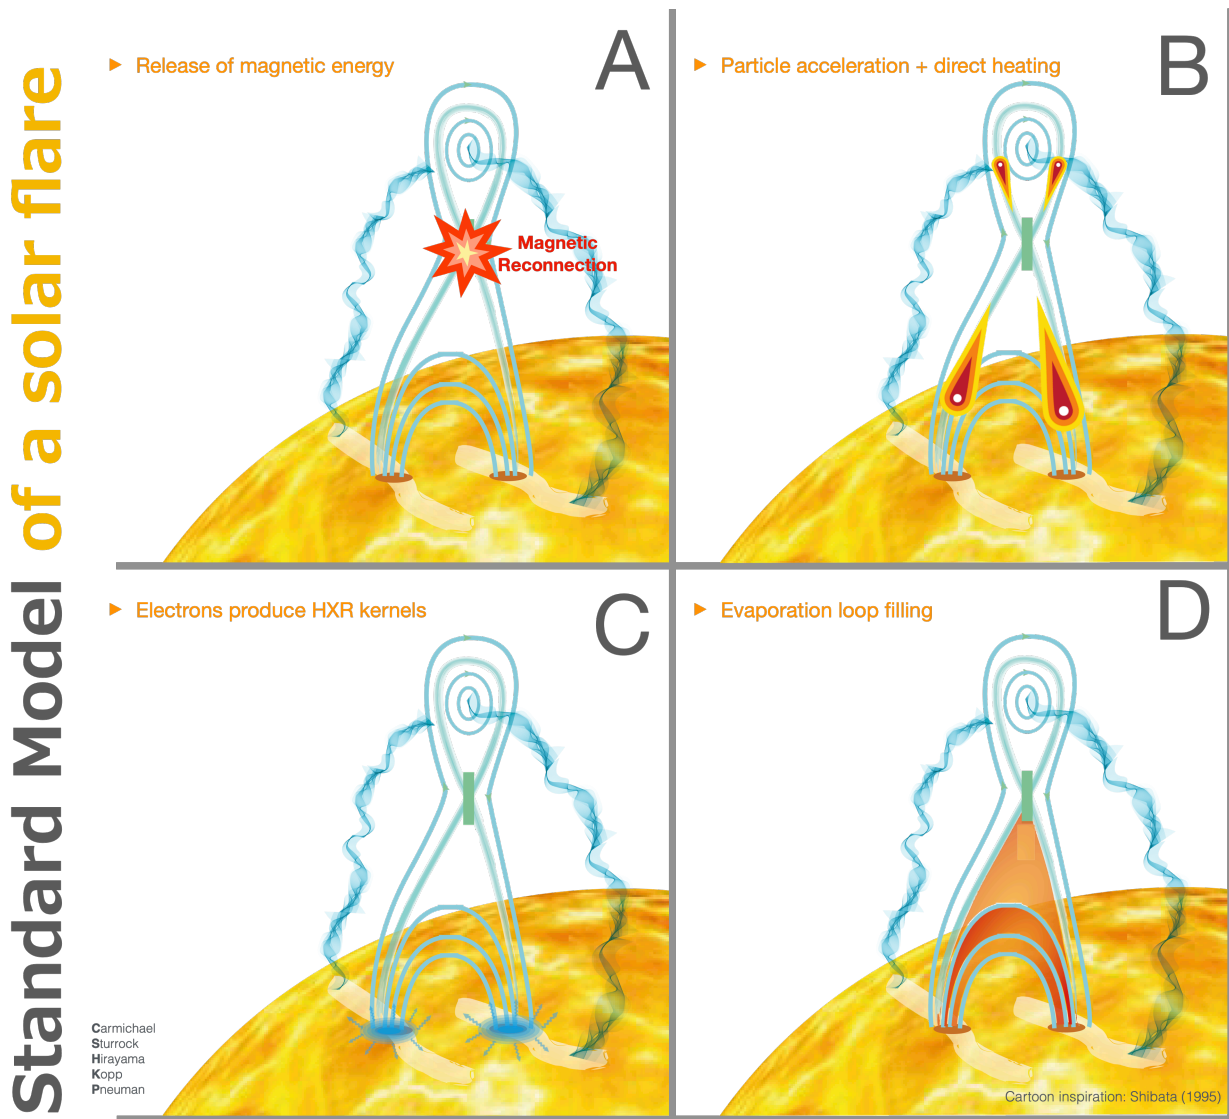 Standard Model of a solar flare
► Release of magnetic energy
A
Magnetic
Reconnection
► Particle acceleration + direct heating
B
► Electrons produce HXR kernels
C
Carmichael
Sturrock
Hirayama
Kopp
Pneuman
► Evaporation loop filling
D
Cartoon inspiration: Shibata (1995)